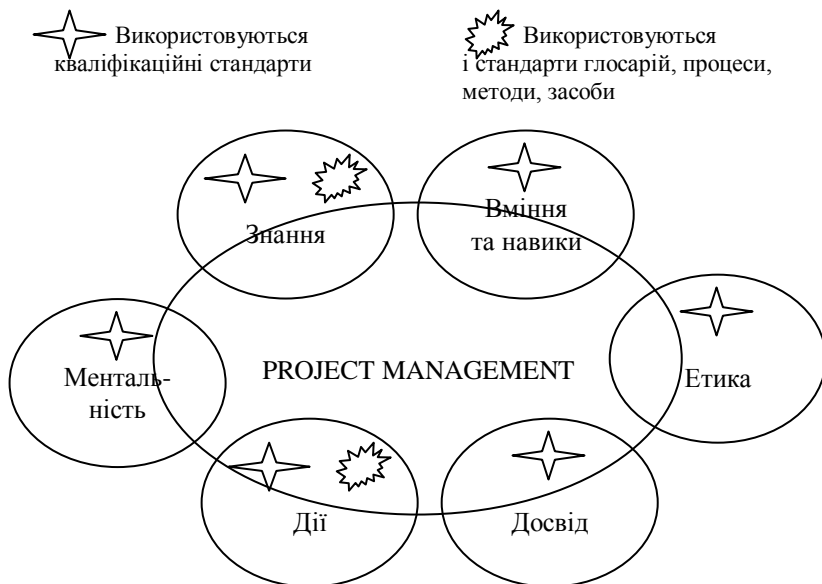 Використовуються
кваліфікаційні стандарти
Використовуються
і стандарти глосарій, процеси,
методи, засоби
Знання
Вміння
та навики
Менталь-
ність
PROJECT MANAGEMENT
Етика
Дії
Досвід